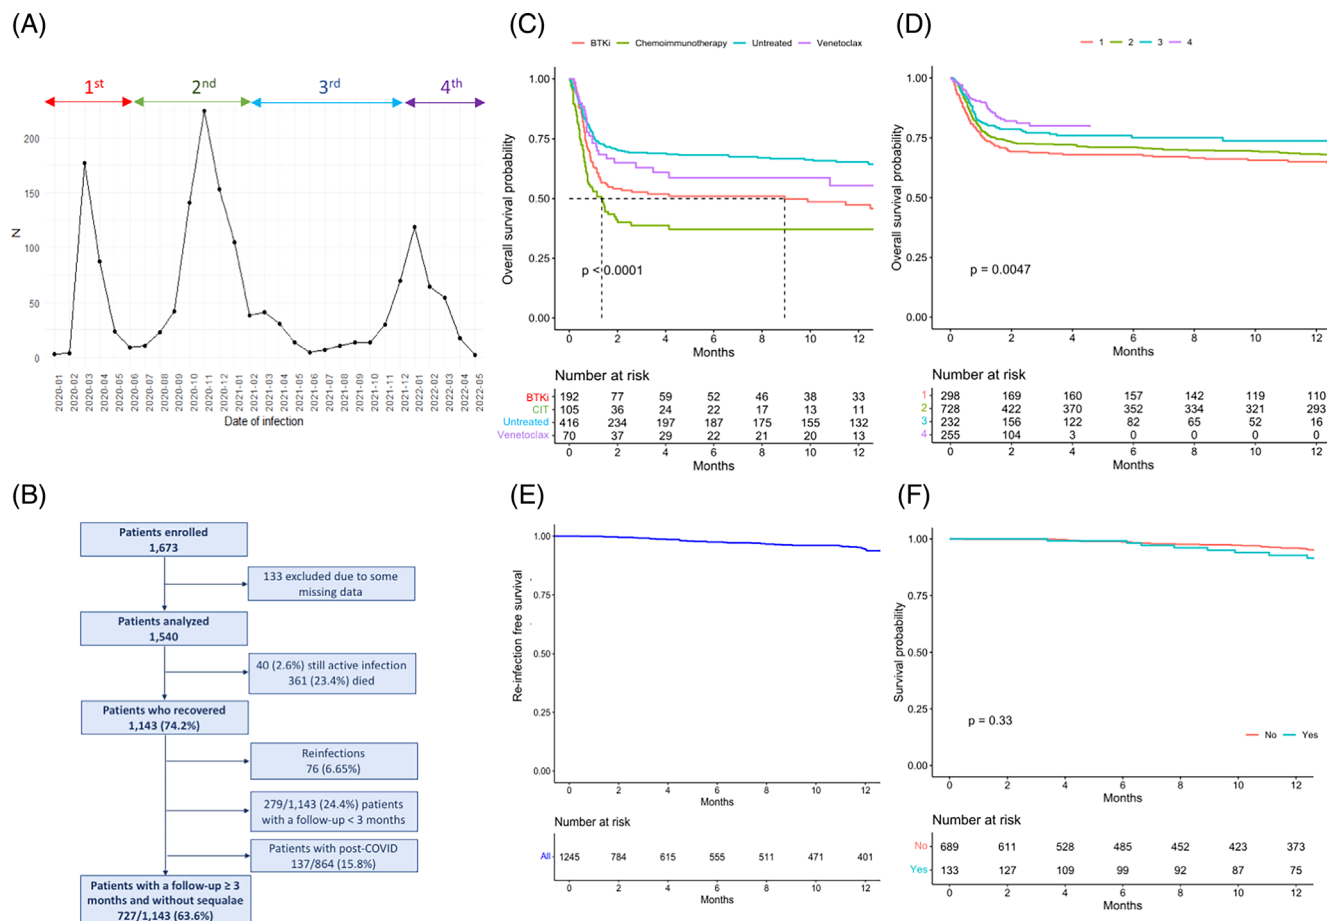 (A)
1st
2nd
3rd
4th
N
200
150
100
50
0
2020-01
2020-02
2020-03
2020-04
2020-05
2020-06
2020-07
2020-08
2020-09
2020-10
2020-11
2020-12
2021-01
2021-02
2021-03
2021-04
2021-05
2021-06
2021-07
2021-08
2021-09
2021-10
2021-11
2021-12
2022-01
2022-02
2022-03
2022-04
2022-05
Date of infection
(C)
BTKi Chemoimmunotherapy Untreated Venetoclax
Overall survival probability
1.00
0.75
0.50
0.25
0.00
p < 0.0001
0 2 4 6 8 10 12
Months
Number at risk
BTKi 192 77 59 52 46 38 33
CIT 105 36 24 22 17 13 11
Untreated 416 234 197 187 175 155 132
Venetoclax 70 37 29 22 21 20 13
0 2 4 6 8 10 12
Months
(D)
1 2 3 4
Overall survival probability
1.00
0.75
0.50
0.25
0.00
p = 0.0047
0 2 4 6 8 10 12
Months
Number at risk
1 298 169 160 157 142 119 110
2 728 422 370 352 334 321 293
3 232 156 122 82 65 52 16
4 255 104 3 0 0 0 0
0 2 4 6 8 10 12
Months
(B)
Patients enrolled
1,673
133 excluded due to some
missing data
Patients analyzed
1,540
40 (2.6%) still active infection
361 (23.4%) died
Patients who recovered
1,143 (74.2%)
Reinfections
76 (6.65%)
279/1,143 (24.4%) patients
with a follow-up < 3 months
Patients with post-COVID
137/864 (15.8%)
Patients with a follow-up ≥ 3
months and without sequalae
727/1,143 (63.6%)
(E)
Re-infection free survival
1.00
0.75
0.50
0.25
0.00
0 2 4 6 8 10 12
Months
Number at risk
All 1245 784 615 555 511 471 401
0 2 4 6 8 10 12
Months
(F)
Survival probability
1.00
0.75
0.50
0.25
0.00
p = 0.33
No Yes
0 2 4 6 8 10 12
Months
Number at risk
No 689 611 528 485 452 423 373
Yes 133 127 109 99 92 87 75
0 2 4 6 8 10 12
Months